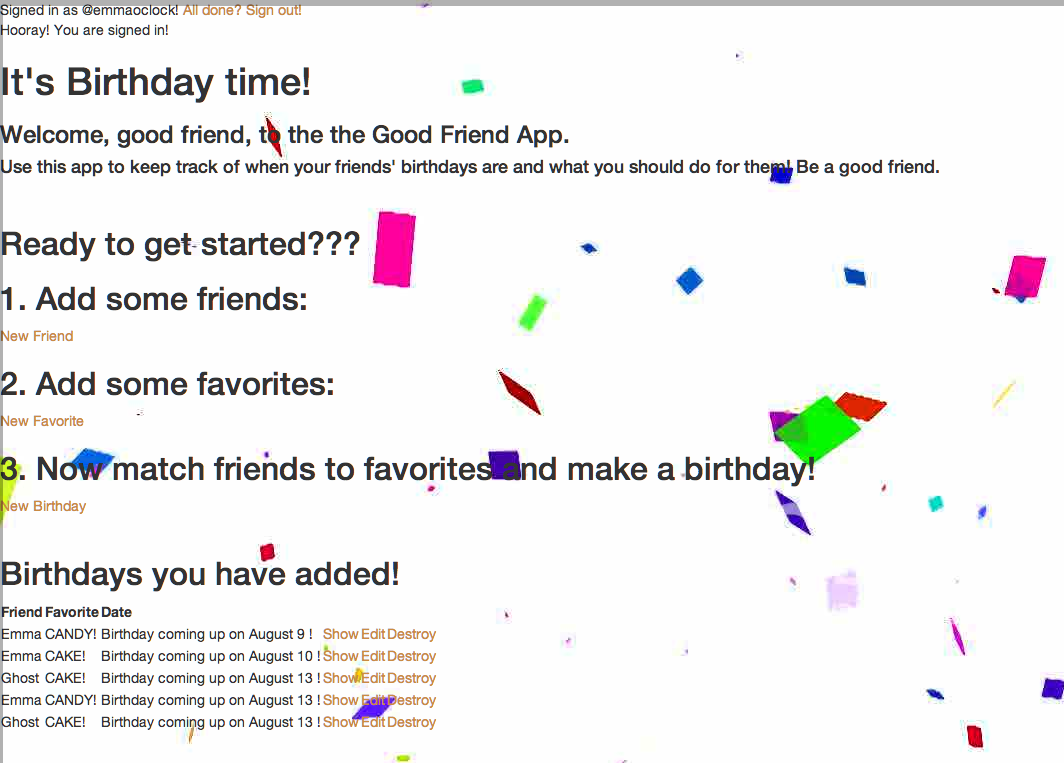 Signed in as @emmaoclock! All done? Sign out!
Hooray! You are signed in!
It's Birthday time!
Welcome, good friend, to the the Good Friend App.
Use this app to keep track of when your friends' birthdays are and what you should do for them! Be a good friend.
Ready to get started???
1. Add some friends:
New Friend
2. Add some favorites:
New Favorite
3. Now match friends to favorites and make a birthday!
New Birthday
Birthdays you have added!
Friend Favorite Date
Emma CANDY! Birthday coming up on August 9 ! Show Edit Destroy
Emma CAKE! Birthday coming up on August 10 ! Show Edit Destroy
Ghost CAKE! Birthday coming up on August 13 ! Show Edit Destroy
Emma CANDY! Birthday coming up on August 13 ! Show Edit Destroy
Ghost CAKE! Birthday coming up on August 13 ! Show Edit Destroy